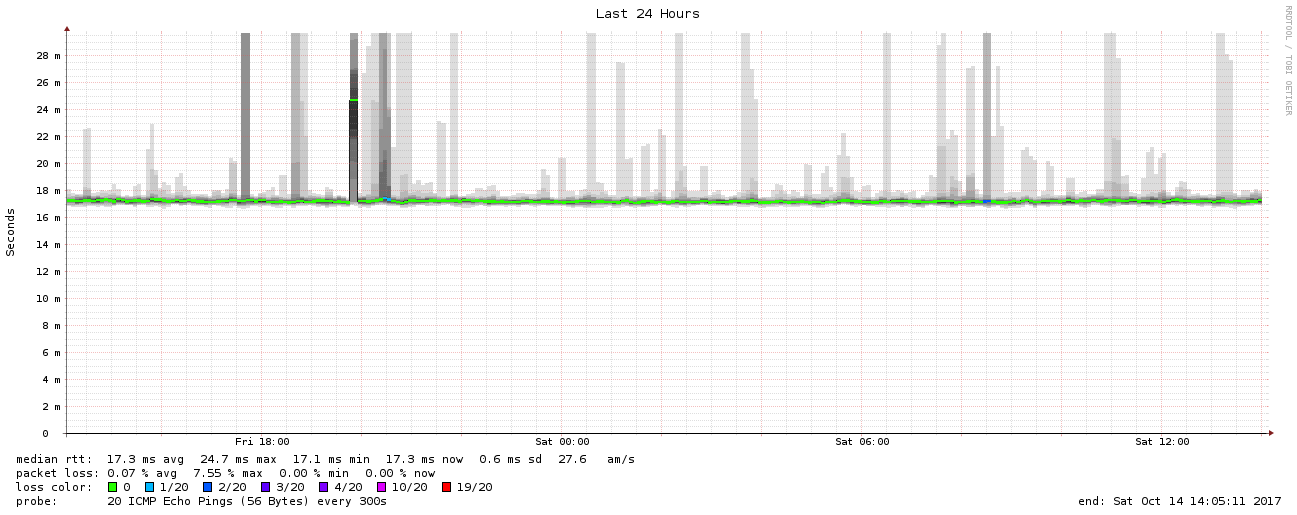 Last 24 Hours
RRDTOOL / TOBI OETIKER
Seconds
28 m
26 m
24 m
22 m
20 m
18 m
16 m
14 m
12 m
10 m
8 m
6 m
4 m
2 m
0
Fri 18:00 Sat 00:00 Sat 06:00 Sat 12:00
median rtt: 17.3 ms avg 24.7 ms max 17.1 ms min 17.3 ms now 0.6 ms sd 27.6 am/s
packet loss: 0.07 % avg 7.55 % max 0.00 % min 0.00 % now
loss color: 0 1/20 2/20 3/20 4/20 10/20 19/20
probe: 20 ICMP Echo Pings (56 Bytes) every 300s end: Sat Oct 14 14:05:11 2017